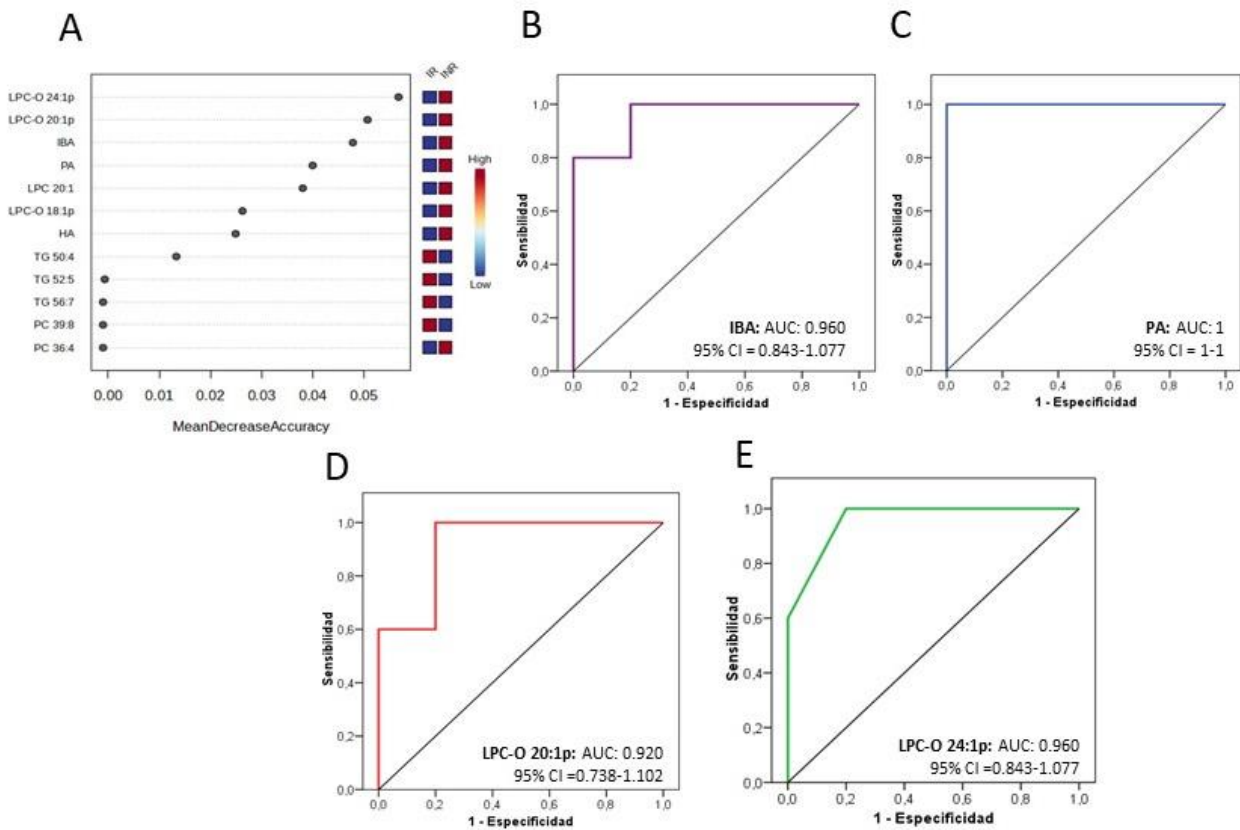 A
IR INR
LPC-O 24:1p
LPC-O 20:1p
IBA
PA
LPC 20:1
LPC-O 18:1p
HA
TG 50:4
TG 52:5
TG 56:7
PC 39:8
PC 36:4
High
Low
0.00 0.01 0.02 0.03 0.04 0.05
MeanDecreaseAccuracy
B
Sensibilidad
1,0
0,8
0,6
0,4
0,2
0,0
IBA: AUC: 0.960
95% CI = 0.843-1.077
0,0 0,2 0,4 0,6 0,8 1,0
1 - Especificidad
C
Sensibilidad
1,0
0,8
0,6
0,4
0,2
0,0
PA: AUC: 1
95% CI = 1-1
0,0 0,2 0,4 0,6 0,8 1,0
1 - Especificidad
D
Sensibilidad
1,0
0,8
0,6
0,4
0,2
0,0
LPC-O 20:1p: AUC: 0.920
95% CI =0.738-1.102
0,0 0,2 0,4 0,6 0,8 1,0
1 - Especificidad
E
Sensibilidad
1,0
0,8
0,6
0,4
0,2
0,0
LPC-O 24:1p: AUC: 0.960
95% CI =0.843-1.077
0,0 0,2 0,4 0,6 0,8 1,0
1 - Especificidad